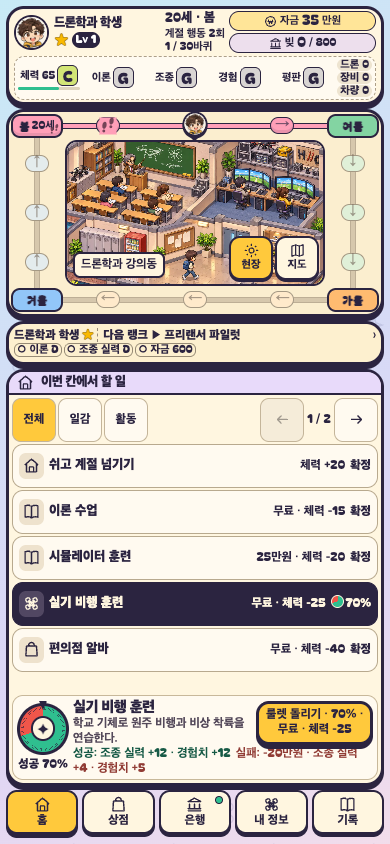 드론학과 학생
Lv 1
20세 · 봄
계절 행동 2회
1 / 30바퀴
자금 35 만원
빚 0 / 800
체력 65 C
이론 G
조종 G
경험 G
평판 G
드론 0
장비 0
차량 0
봄 20세
여름
드론학과 강의동
현장
지도
겨울
가을
드론학과 학생 다음 랭크 ▶ 프리랜서 파일럿
이론 D
조종 실력 D
자금 600
이번 칸에서 할 일
전체
일감
활동
← 1 / 2 →
쉬고 계절 넘기기 체력 +20 확정
이론 수업 무료 · 체력 -15 확정
시뮬레이터 훈련 25만원 · 체력 -20 확정
실기 비행 훈련 무료 · 체력 -25 70%
편의점 알바 무료 · 체력 -40 확정
성공 70%
실기 비행 훈련
학교 기체로 원주 비행과 비상 착륙을
연습한다.
성공: 조종 실력 +12 · 경험치 +12 실패: -20만원 · 조종 실력
+4 · 경험치 +5
룰렛 돌리기 · 70% ·
무료 · 체력 -25
홈
상점
은행
내 정보
기록